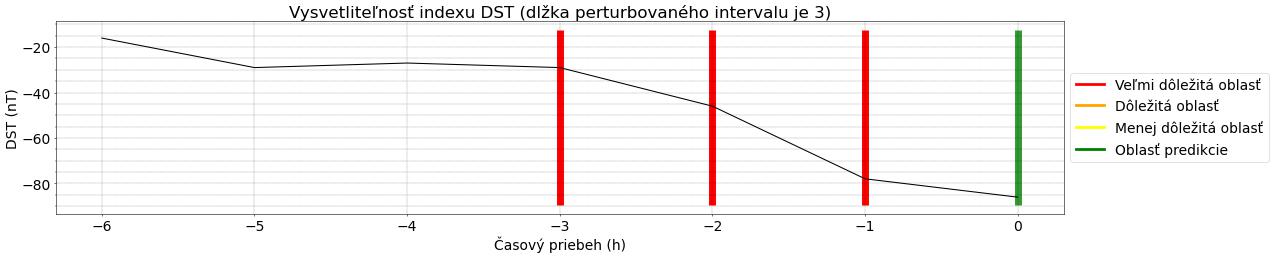 Vysvetliteľnosť indexu DST (dĺžka perturbovaného intervalu je 3)
DST (nT)
−20
−40
−60
−80
−6 −5 −4 −3 −2 −1 0
Časový priebeh (h)
Veľmi dôležitá oblasť
Dôležitá oblasť
Menej dôležitá oblasť
Oblasť predikcie